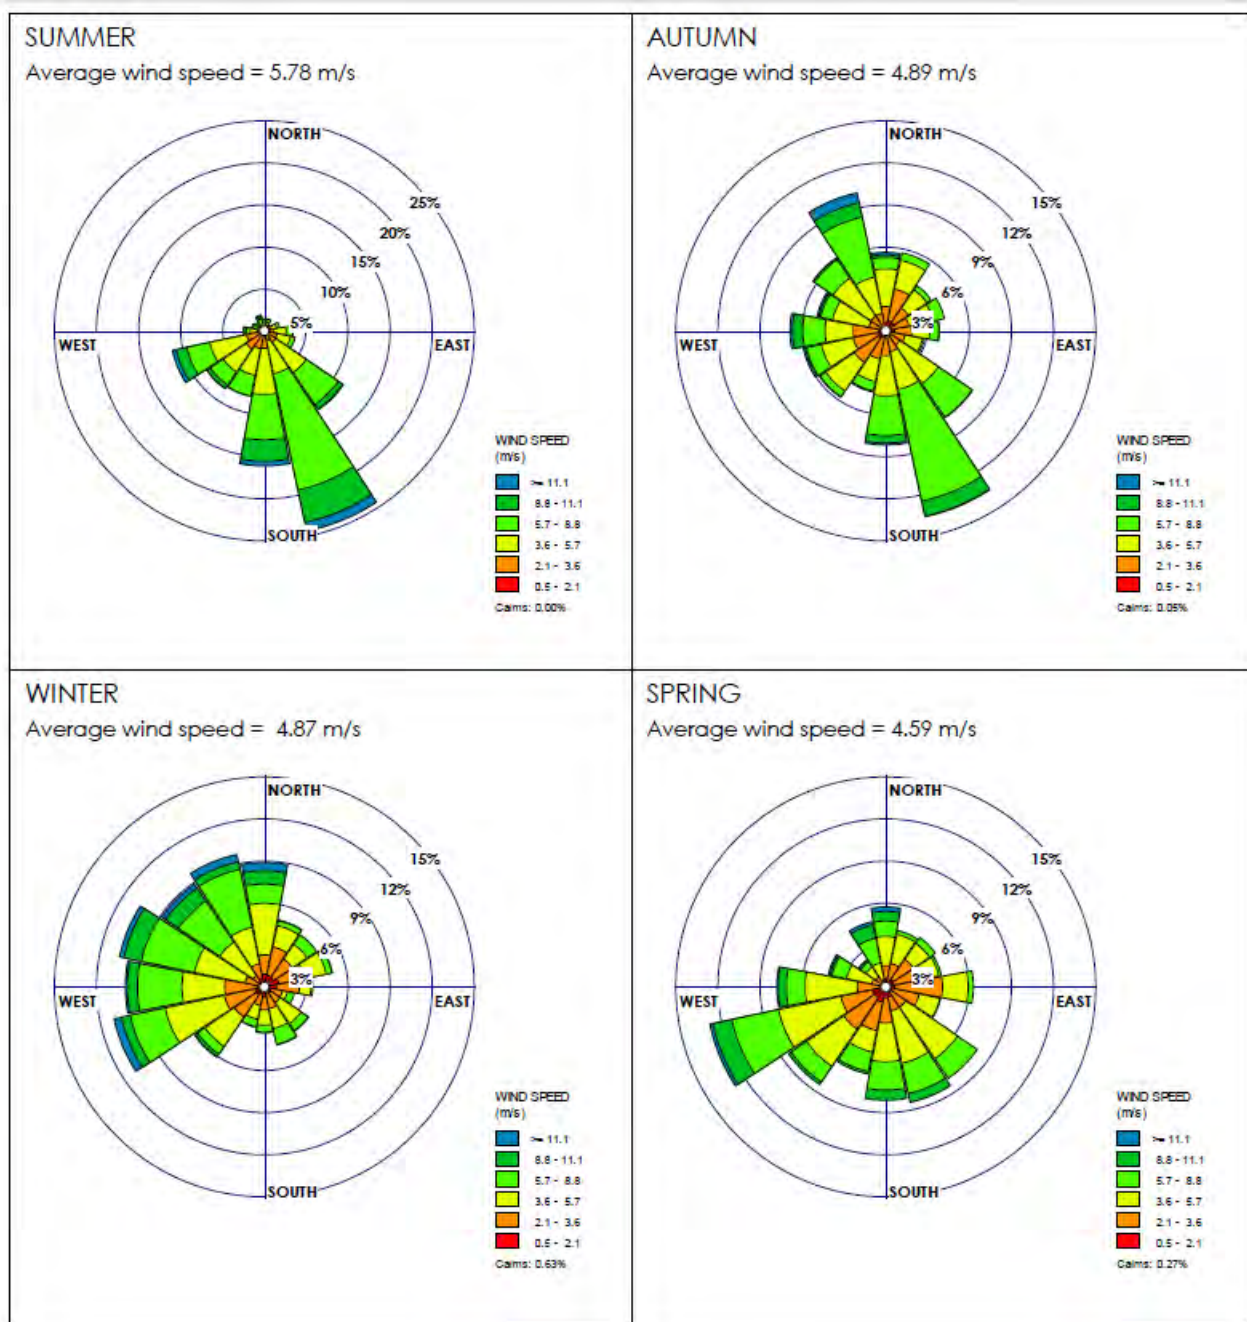 SUMMER
Average wind speed = 5.78 m/s
NORTH
25%
20%
15%
10%
5%
WEST
EAST
SOUTH
WIND SPEED
(m/s)
>= 11.1
8.8 - 11.1
5.7 - 8.8
3.6 - 5.7
2.1 - 3.6
0.5 - 2.1
Calms: 0.00%
AUTUMN
Average wind speed = 4.89 m/s
NORTH
15%
12%
9%
6%
3%
WEST
EAST
SOUTH
WIND SPEED
(m/s)
>= 11.1
8.8 - 11.1
5.7 - 8.8
3.6 - 5.7
2.1 - 3.6
0.5 - 2.1
Calms: 0.05%
WINTER
Average wind speed = 4.87 m/s
NORTH
15%
12%
9%
6%
3%
WEST
EAST
SOUTH
WIND SPEED
(m/s)
>= 11.1
8.8 - 11.1
5.7 - 8.8
3.6 - 5.7
2.1 - 3.6
0.5 - 2.1
Calms: 0.63%
SPRING
Average wind speed = 4.59 m/s
NORTH
15%
12%
9%
6%
3%
WEST
EAST
SOUTH
WIND SPEED
(m/s)
>= 11.1
8.8 - 11.1
5.7 - 8.8
3.6 - 5.7
2.1 - 3.6
0.5 - 2.1
Calms: 0.27%